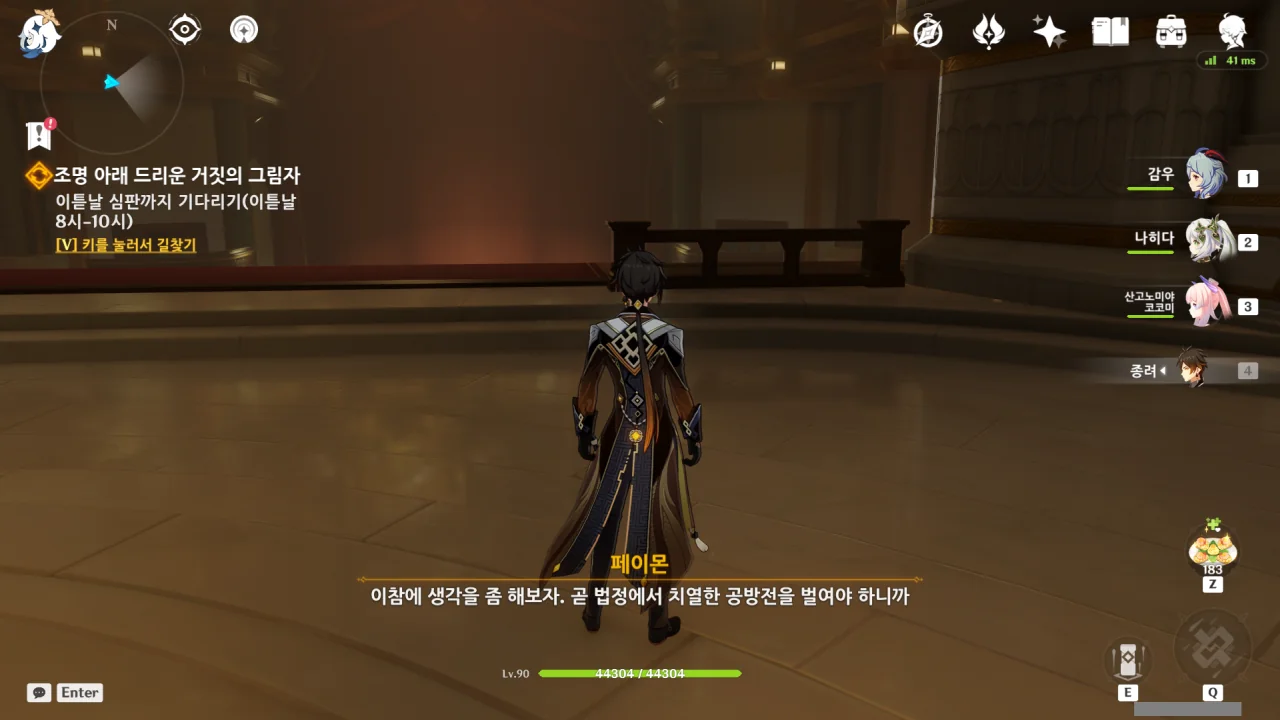 N
41 ms
조명 아래 드리운 거짓의 그림자
이튿날 심판까지 기다리기(이튿날
8시-10시)
[V] 키를 눌러서 길찾기
감우
1
나히다
2
산고노미야
코코미
3
종려
4
페이몬
이참에 생각을 좀 해보자. 곧 법정에서 치열한 공방전을 벌여야 하니까
183
Z
Lv.90
44304 / 44304
Enter
E
Q